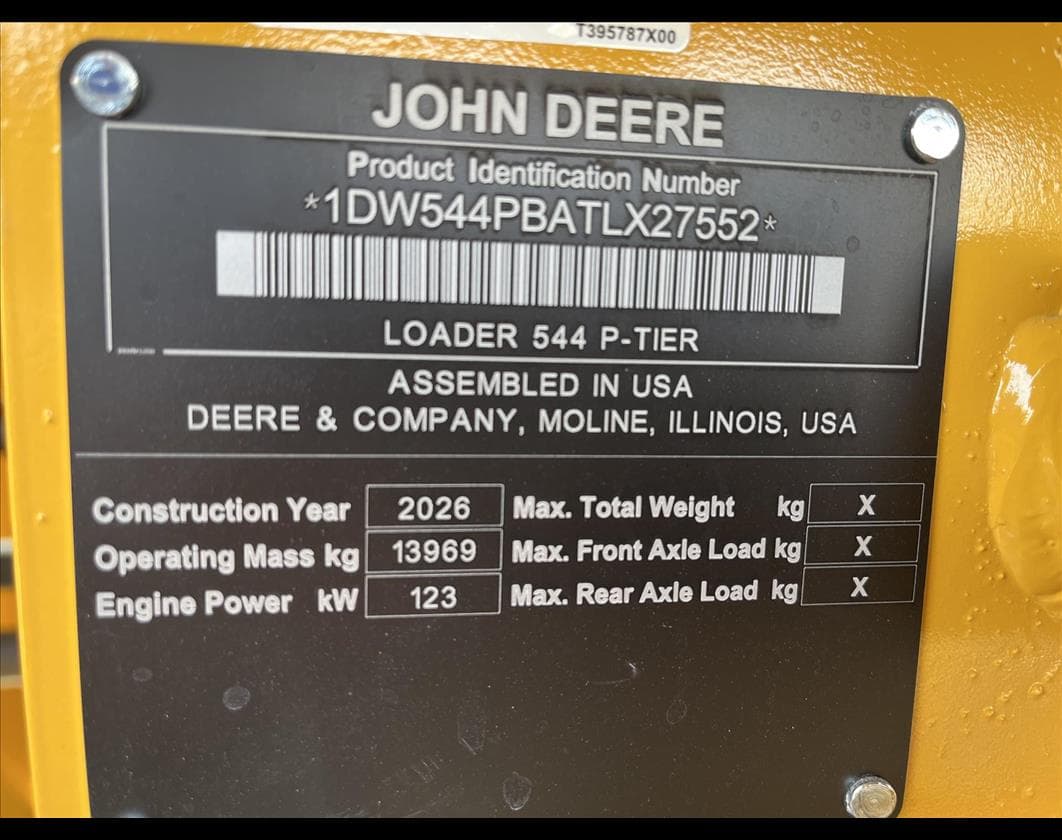 T395787X00
JOHN DEERE
Product Identification Number
*1DW544PBATLX27552*
LOADER 544 P-TIER
ASSEMBLED IN USA
DEERE & COMPANY, MOLINE, ILLINOIS, USA
Construction Year 2026 Max. Total Weight kg X
Operating Mass kg 13969 Max. Front Axle Load kg X
Engine Power kW 123 Max. Rear Axle Load kg X